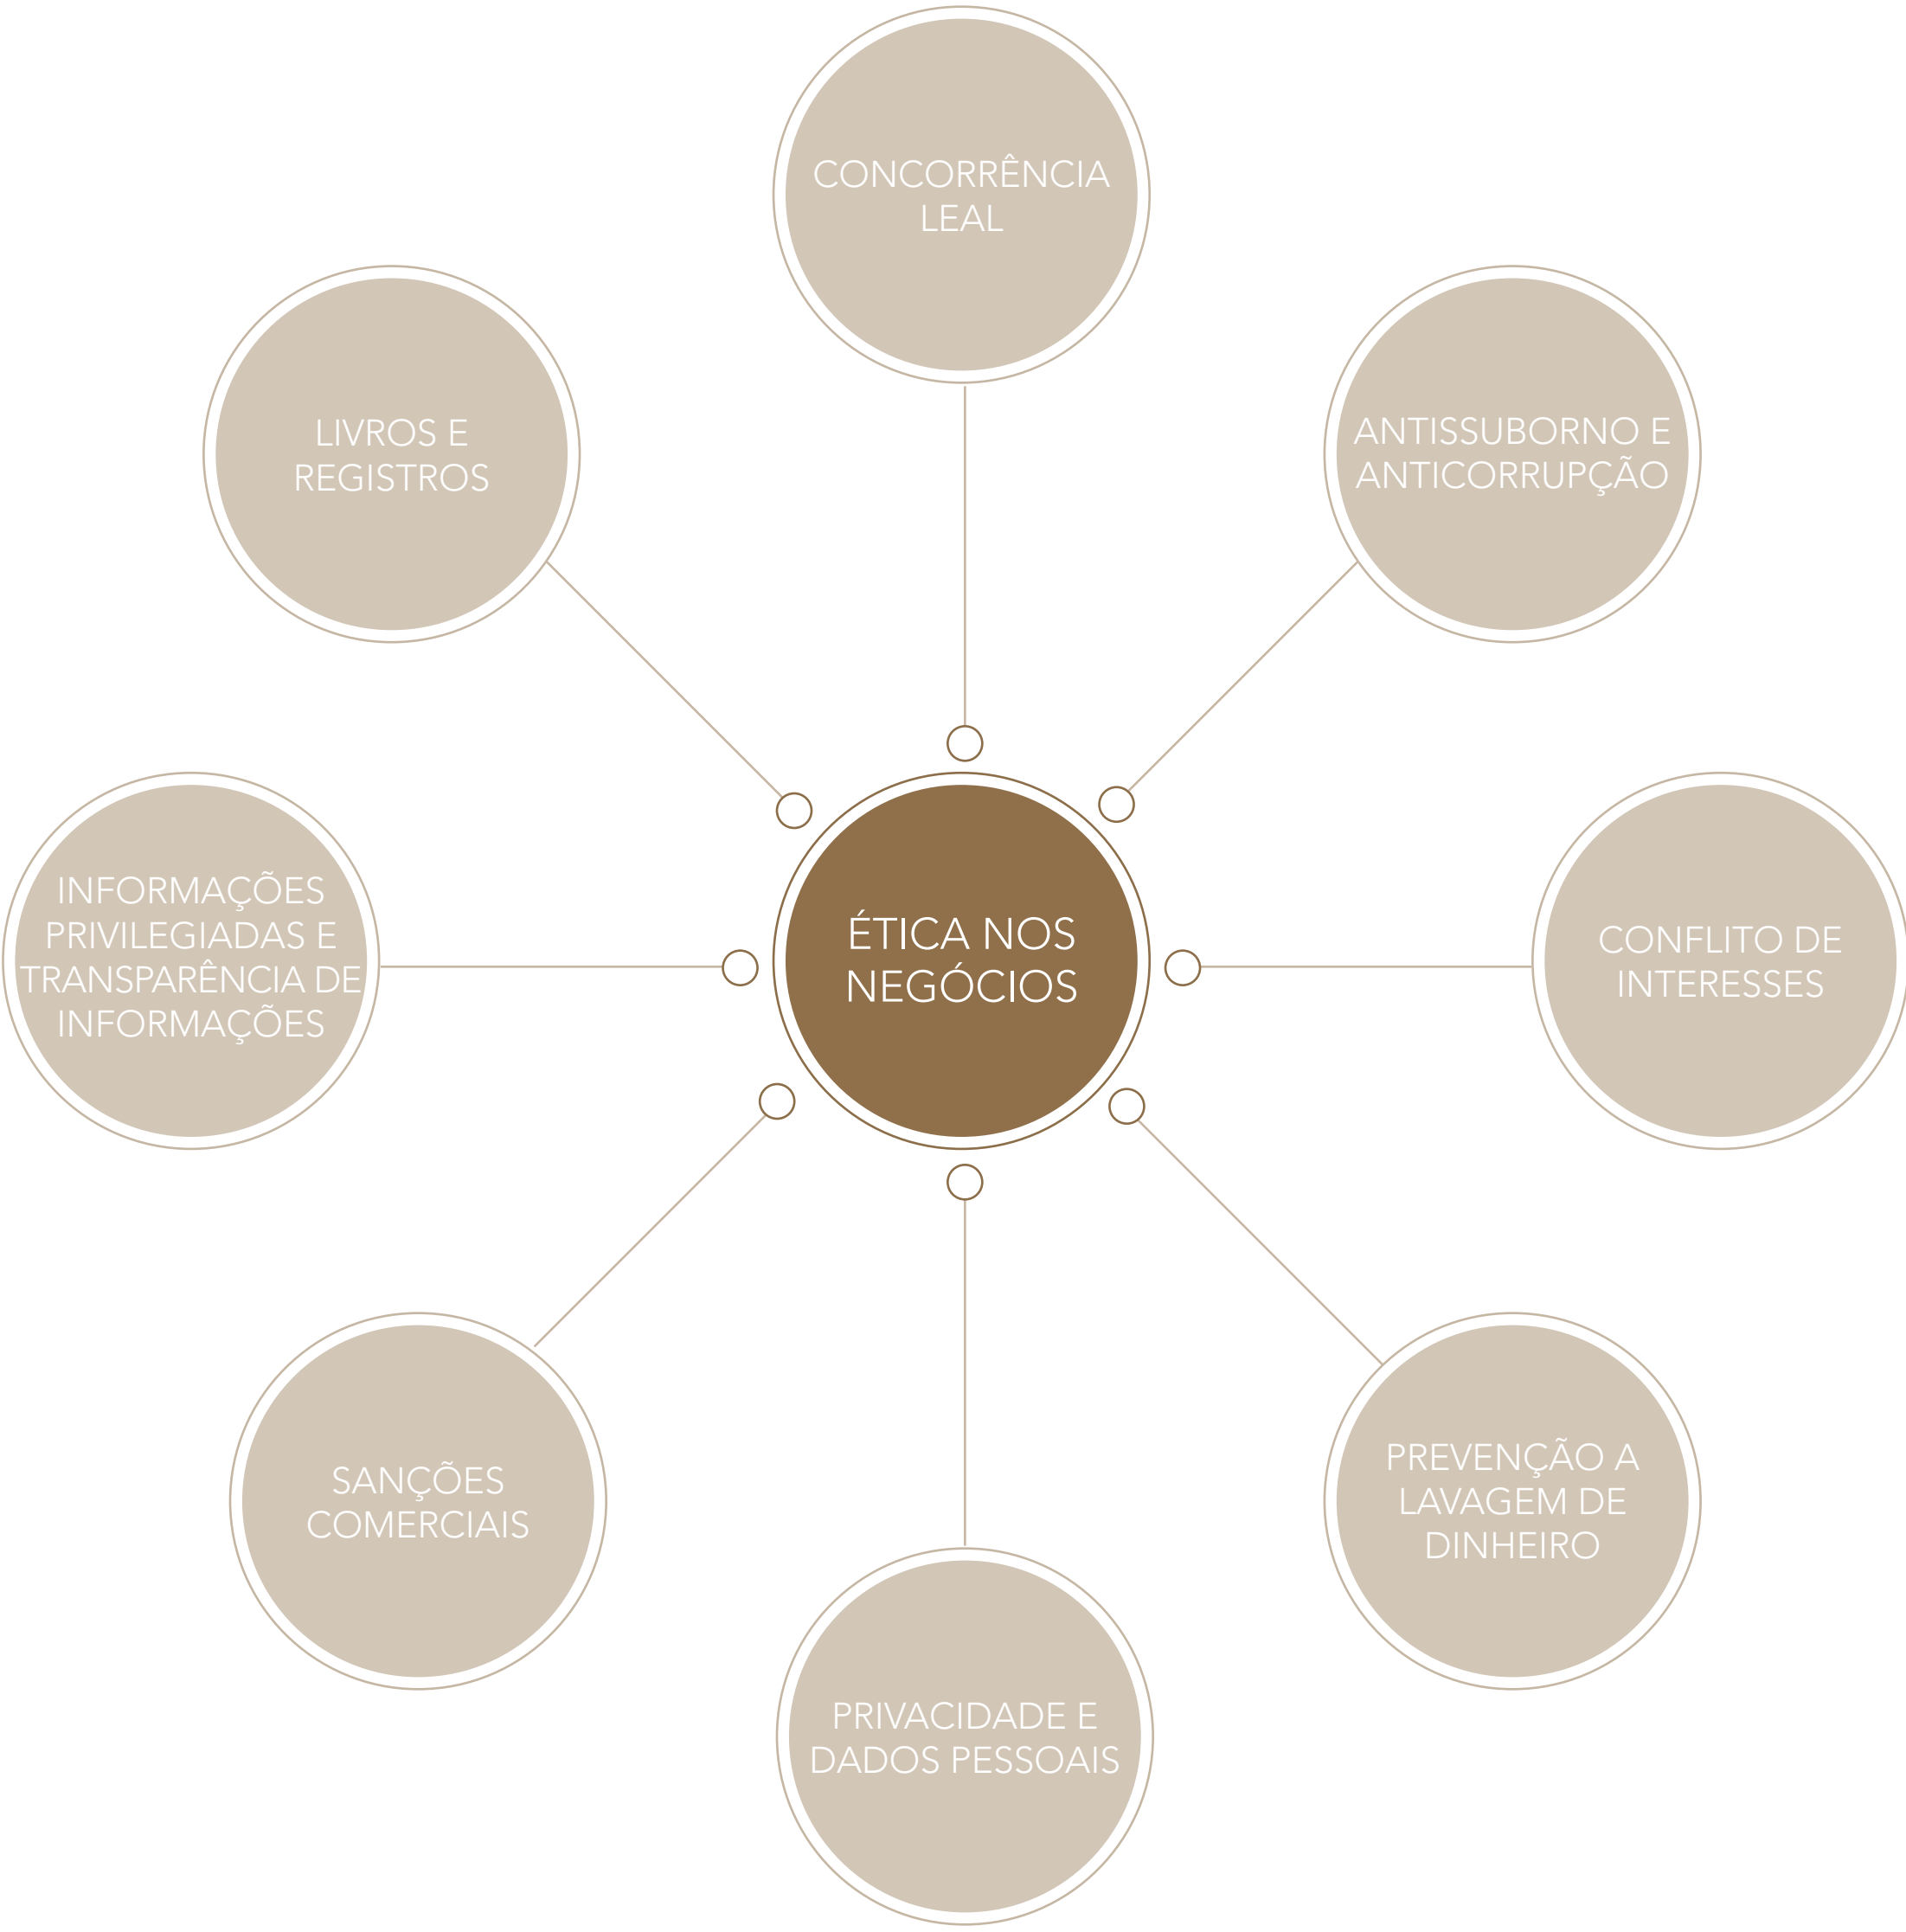 CONCORRÊNCIA
LEAL
LIVROS E
REGISTROS
ANTISSUBORNO E
ANTICORRUPÇÃO
INFORMAÇÕES
PRIVILEGIADAS E
TRANSPARÊNCIA DE
INFORMAÇÕES
ÉTICA NOS
NEGÓCIOS
CONFLITO DE
INTERESSES
SANÇÕES
COMERCIAIS
PREVENÇÃO A
LAVAGEM DE
DINHEIRO
PRIVACIDADE E
DADOS PESSOAIS